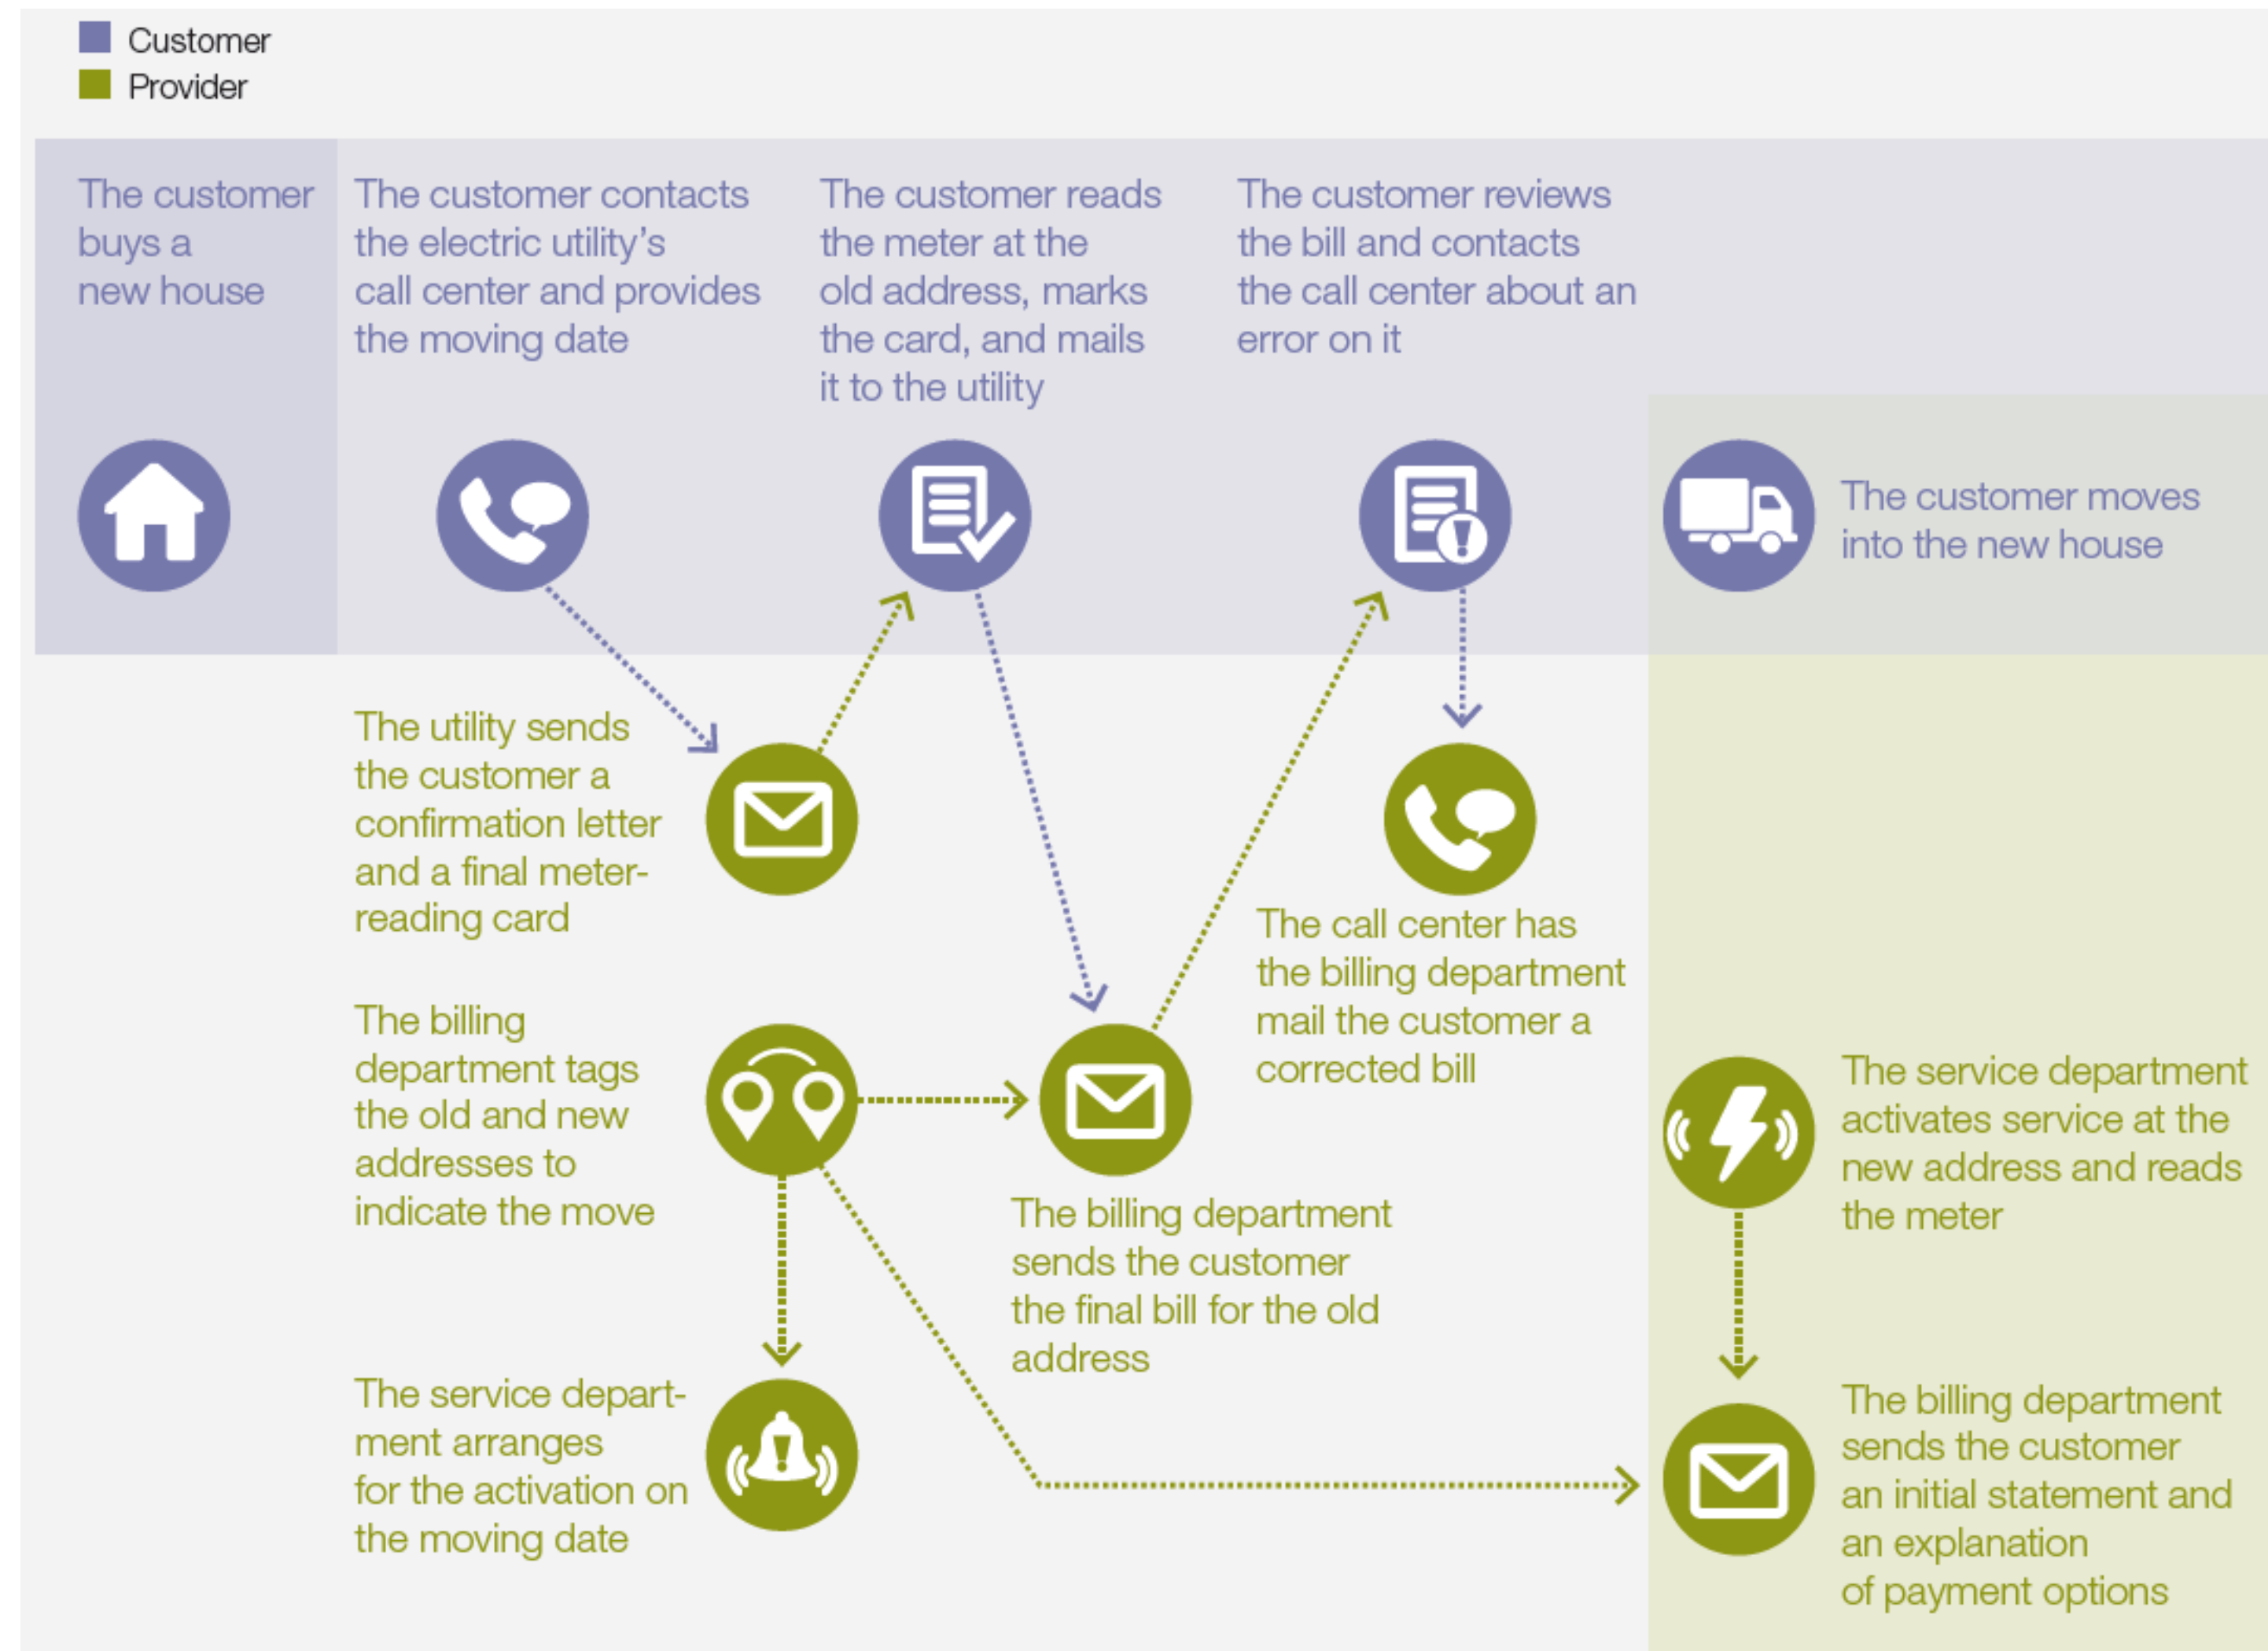 Customer
Provider
The customer
buys a
new house
The customer contacts
the electric utility’s
call center and provides
the moving date
The customer reads
the meter at the
old address, marks
the card, and mails
it to the utility
The customer reviews
the bill and contacts
the call center about an
error on it
The customer moves
into the new house
The utility sends
the customer a
confirmation letter
and a final meter-
reading card
The call center has
the billing department
mail the customer a
corrected bill
The billing
department tags
the old and new
addresses to
indicate the move
The billing department
sends the customer
the final bill for the old
address
The service depart-
ment arranges
for the activation on
the moving date
The service department
activates service at the
new address and reads
the meter
The billing department
sends the customer
an initial statement and
an explanation
of payment options